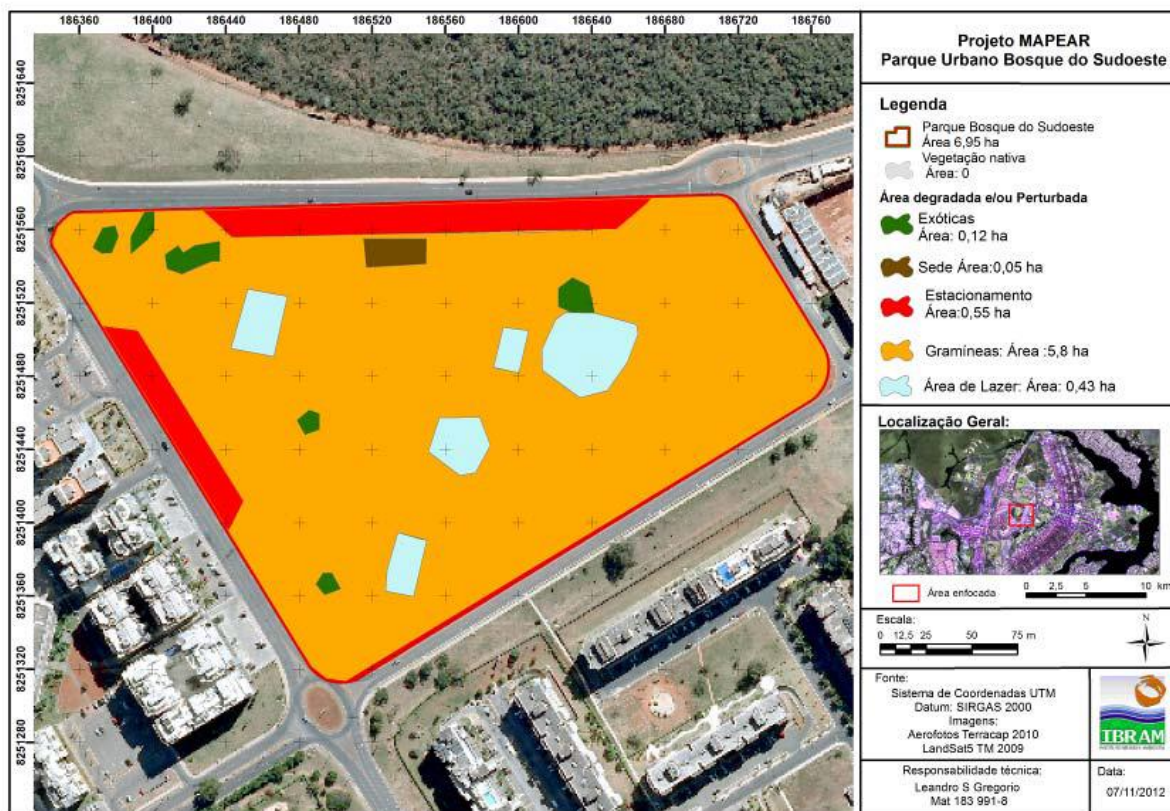 186360 186400 186440 186480 186520 186560 186600 186640 186680 186720 186760
8251640
8251600
8251560
8251520
8251480
8251440
8251400
8251360
8251320
8251280
Projeto MAPEAR
Parque Urbano Bosque do Sudoeste
Legenda
Parque Bosque do Sudoeste
Área 6,95 ha
Vegetação nativa
Área: 0
Área degradada e/ou Perturbada
Exóticas
Área: 0,12 ha
Sede Área:0,05 ha
Estacionamento
Área:0,55 ha
Gramíneas: Área :5,8 ha
Área de Lazer: Área: 0,43 ha
Localização Geral:
Área enfocada
0 2,5 5 10 km
Escala:
0 12,5 25 50 75 m
N
Fonte:
Sistema de Coordenadas UTM
Datum: SIRGAS 2000
Imagens:
Aerofotos Terracap 2010
LandSat5 TM 2009
IBRAM
Responsabilidade técnica:
Leandro S Gregorio
Mat 183 991-8
Data:
07/11/2012